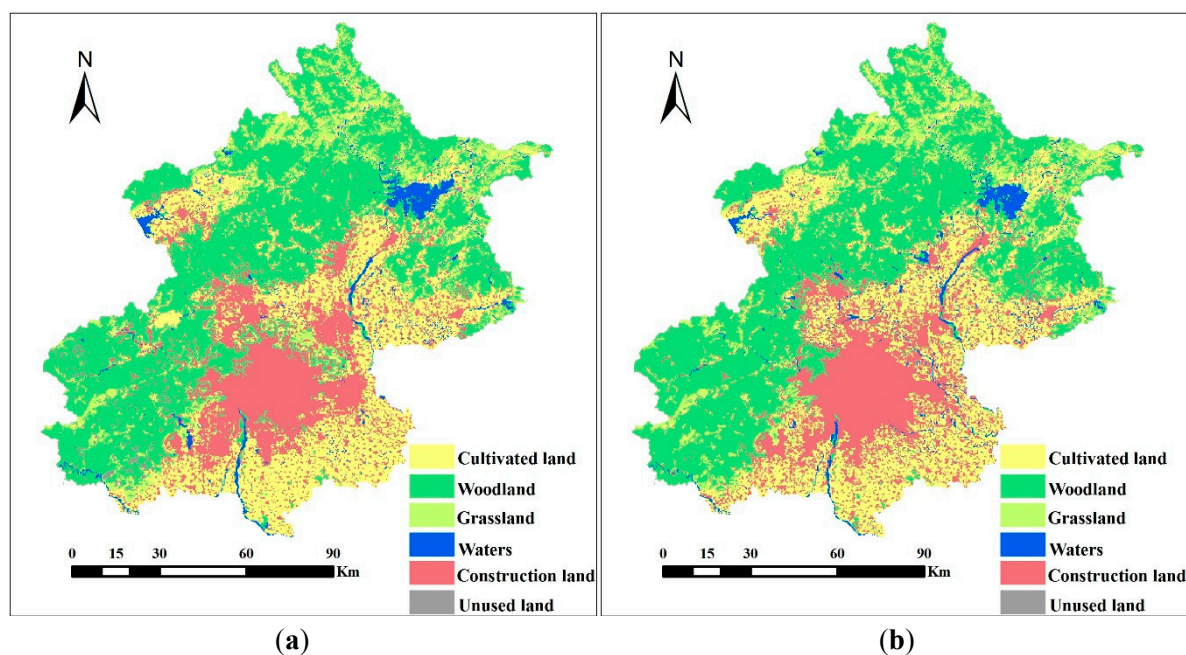 N
Cultivated land
Woodland
Grassland
Waters
Construction land
Unused land
0 15 30 60 90
Km
(a)
N
Cultivated land
Woodland
Grassland
Waters
Construction land
Unused land
0 15 30 60 90
Km
(b)